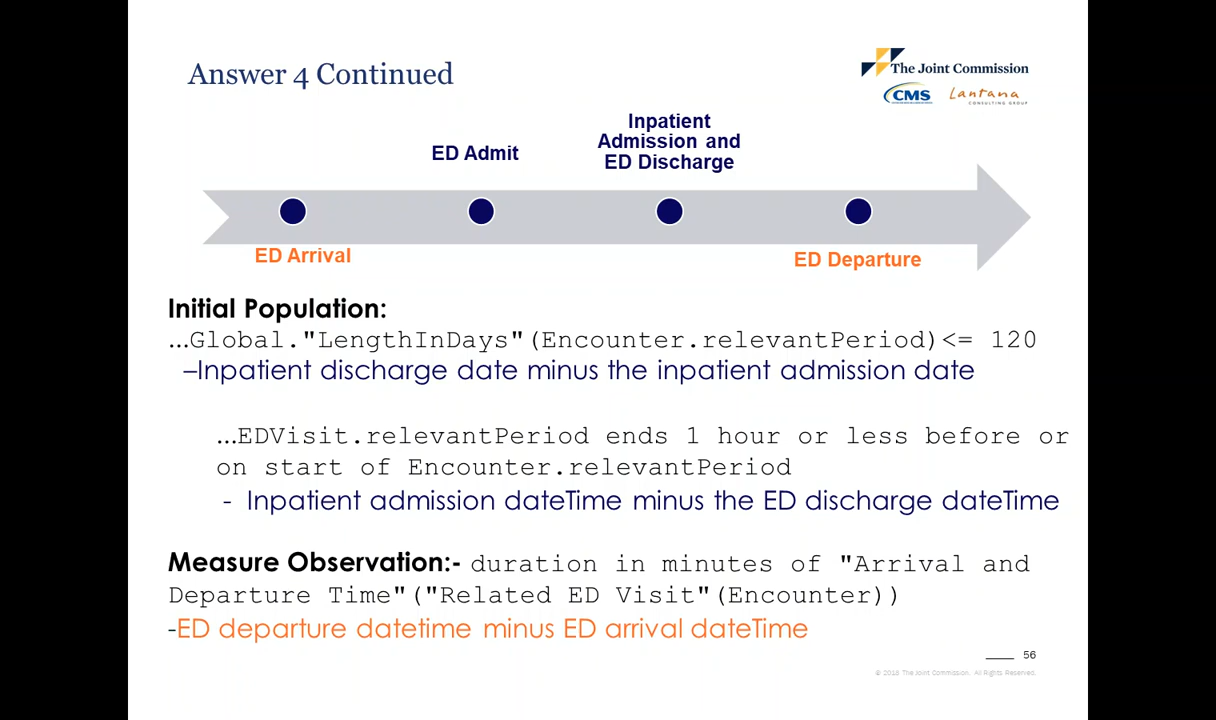 Answer 4 Continued
The Joint Commission
CMS Lantana
CONSULTING GROUP
Inpatient
Admission and
ED Discharge
ED Admit
ED Arrival
ED Departure
Initial Population:
...Global."LengthInDays"(Encounter.relevantPeriod)<= 120
–Inpatient discharge date minus the inpatient admission date
...EDVisit.relevantPeriod ends 1 hour or less before or
on start of Encounter.relevantPeriod
- Inpatient admission dateTime minus the ED discharge dateTime
Measure Observation:- duration in minutes of "Arrival and
Departure Time"("Related ED Visit"(Encounter))
-ED departure datetime minus ED arrival dateTime
56
© 2018 The Joint Commission. All Rights Reserved.